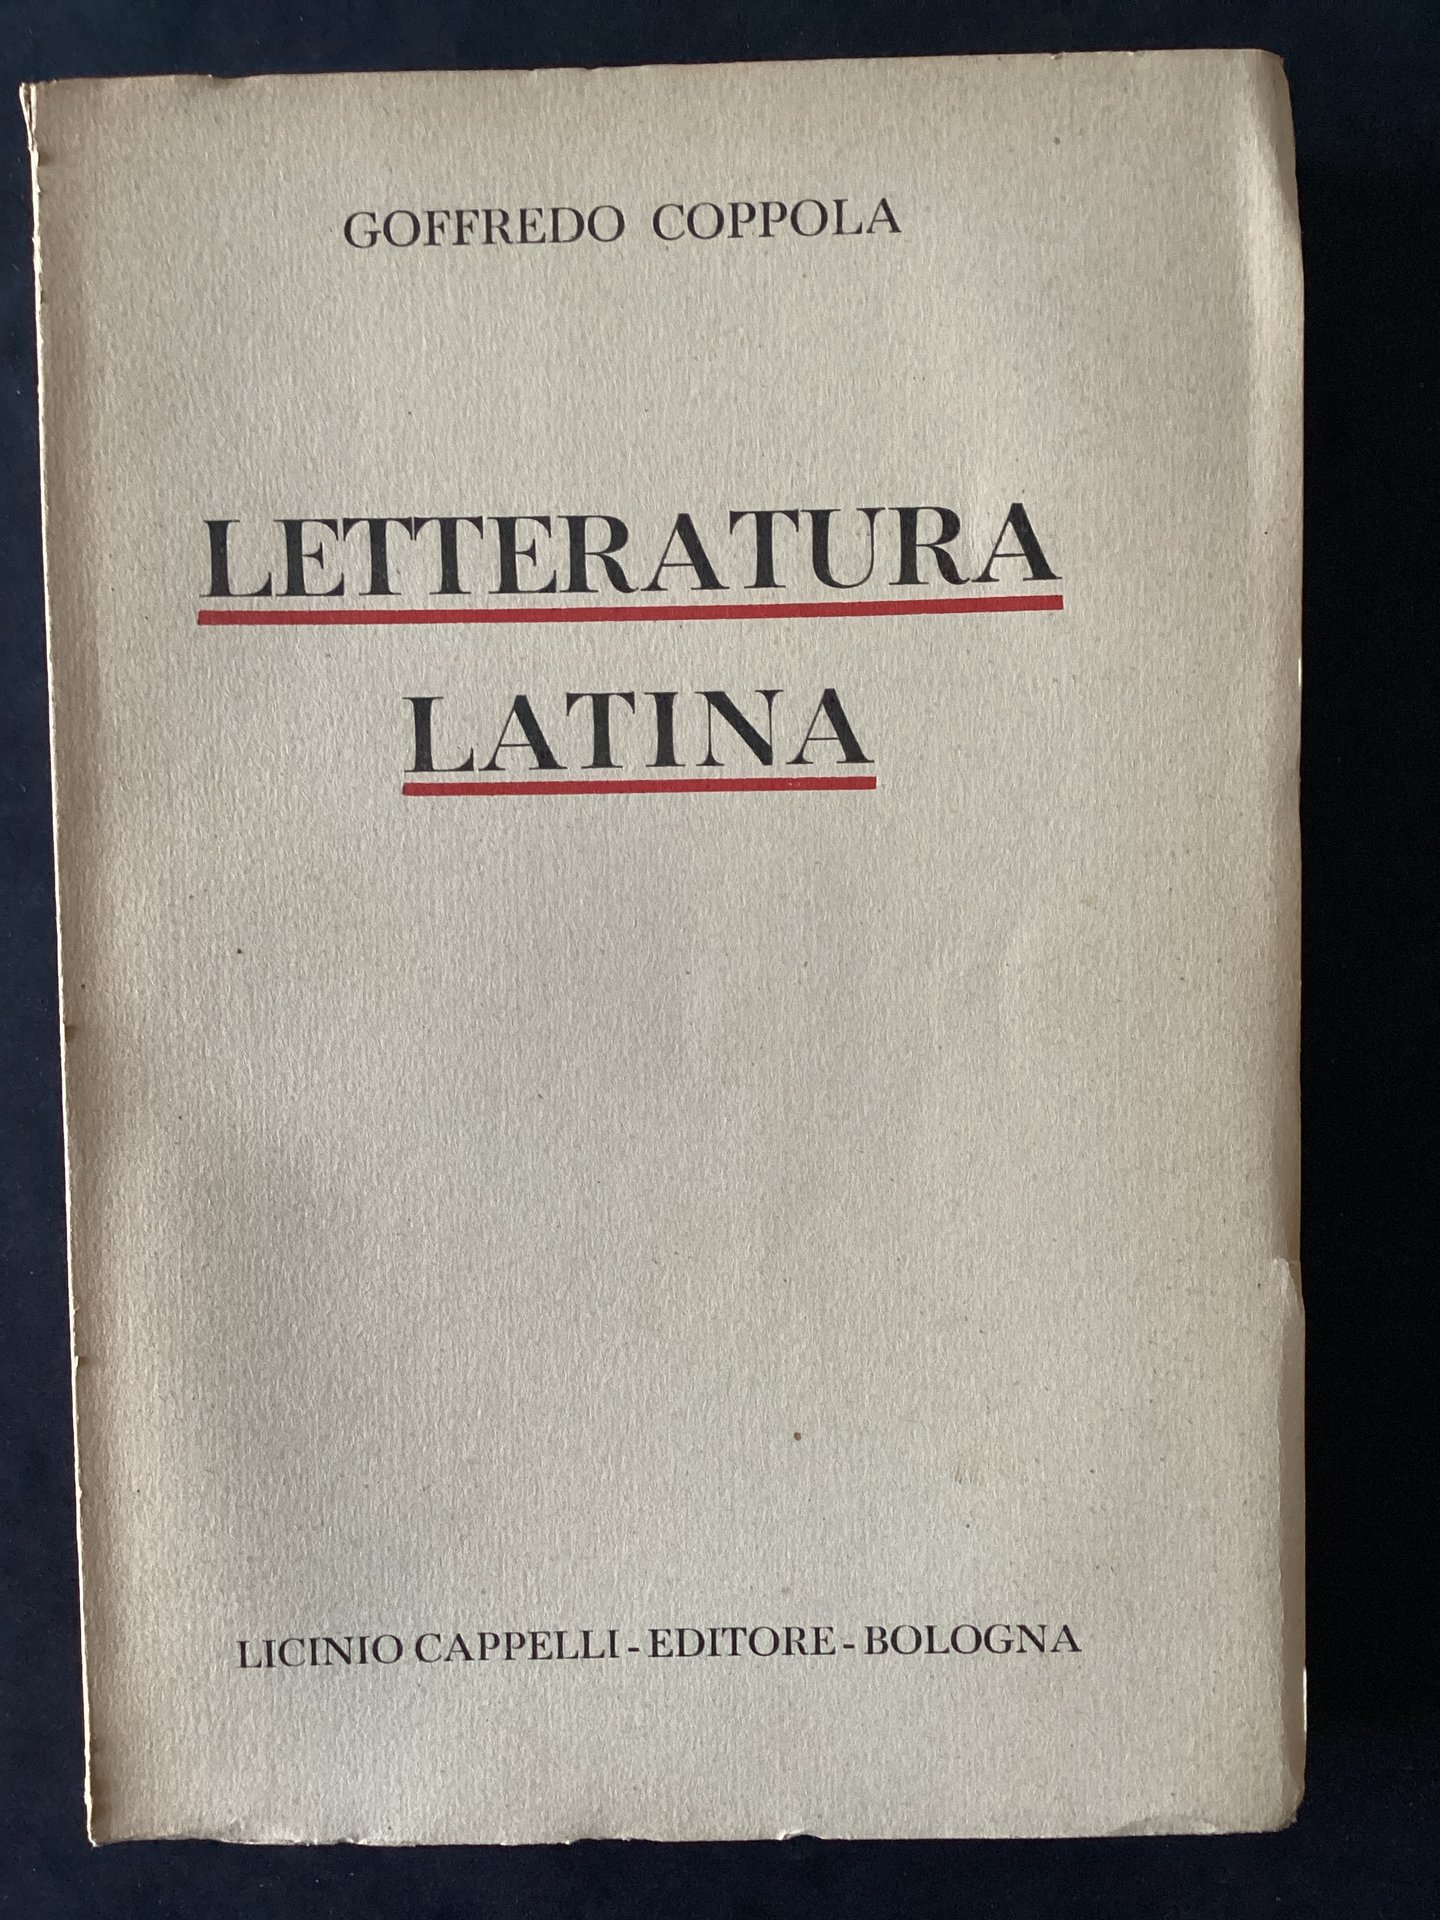 GOFFREDO COPPOLA
LETTERATURA
LATINA
LICINIO CAPPELLI - EDITORE - BOLOGNA